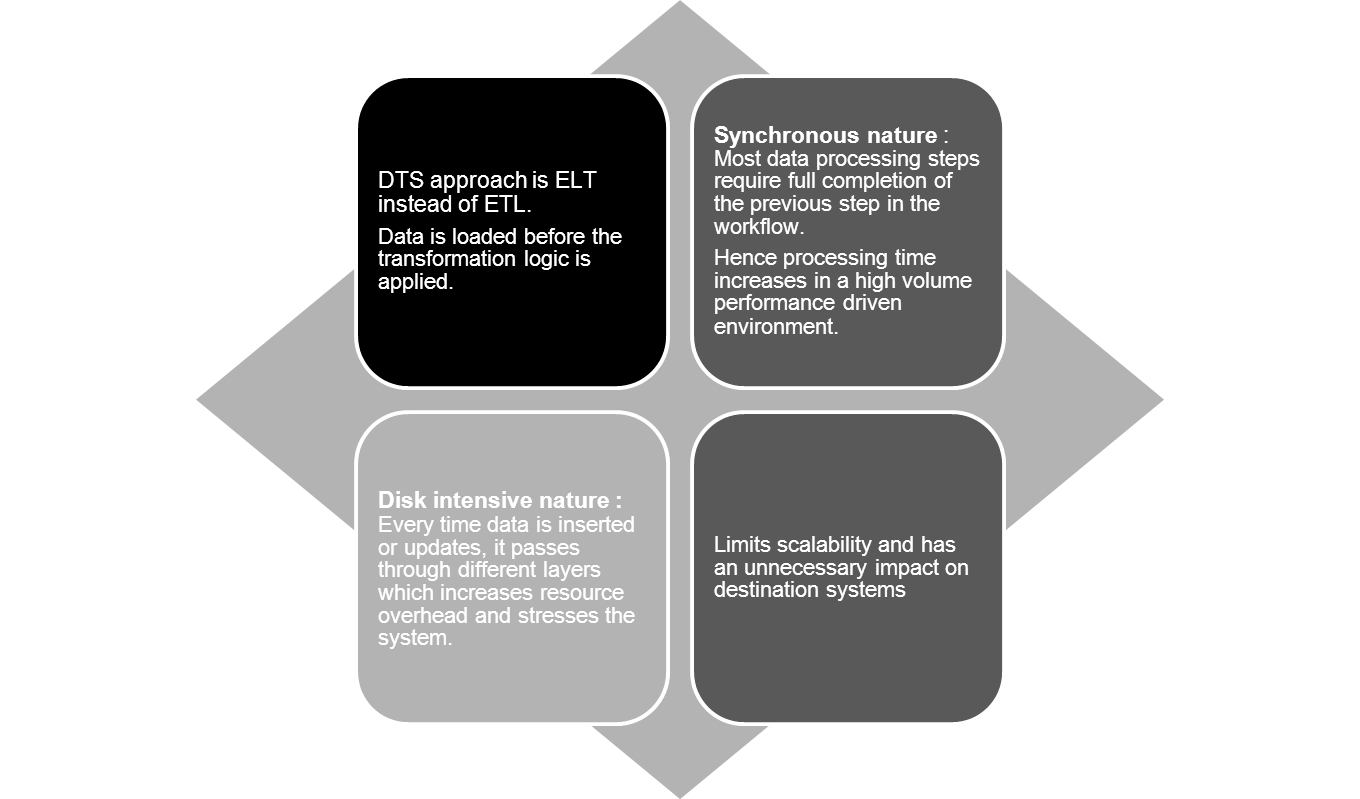 DTS approach is ELT
instead of ETL.
Data is loaded before the
transformation logic is
applied.
Synchronous nature :
Most data processing steps
require full completion of
the previous step in the
workflow.
Hence processing time
increases in a high volume
performance driven
environment.
Disk intensive nature :
Every time data is inserted
or updates, it passes
through different layers
which increases resource
overhead and stresses the
system.
Limits scalability and has
an unnecessary impact on
destination systems